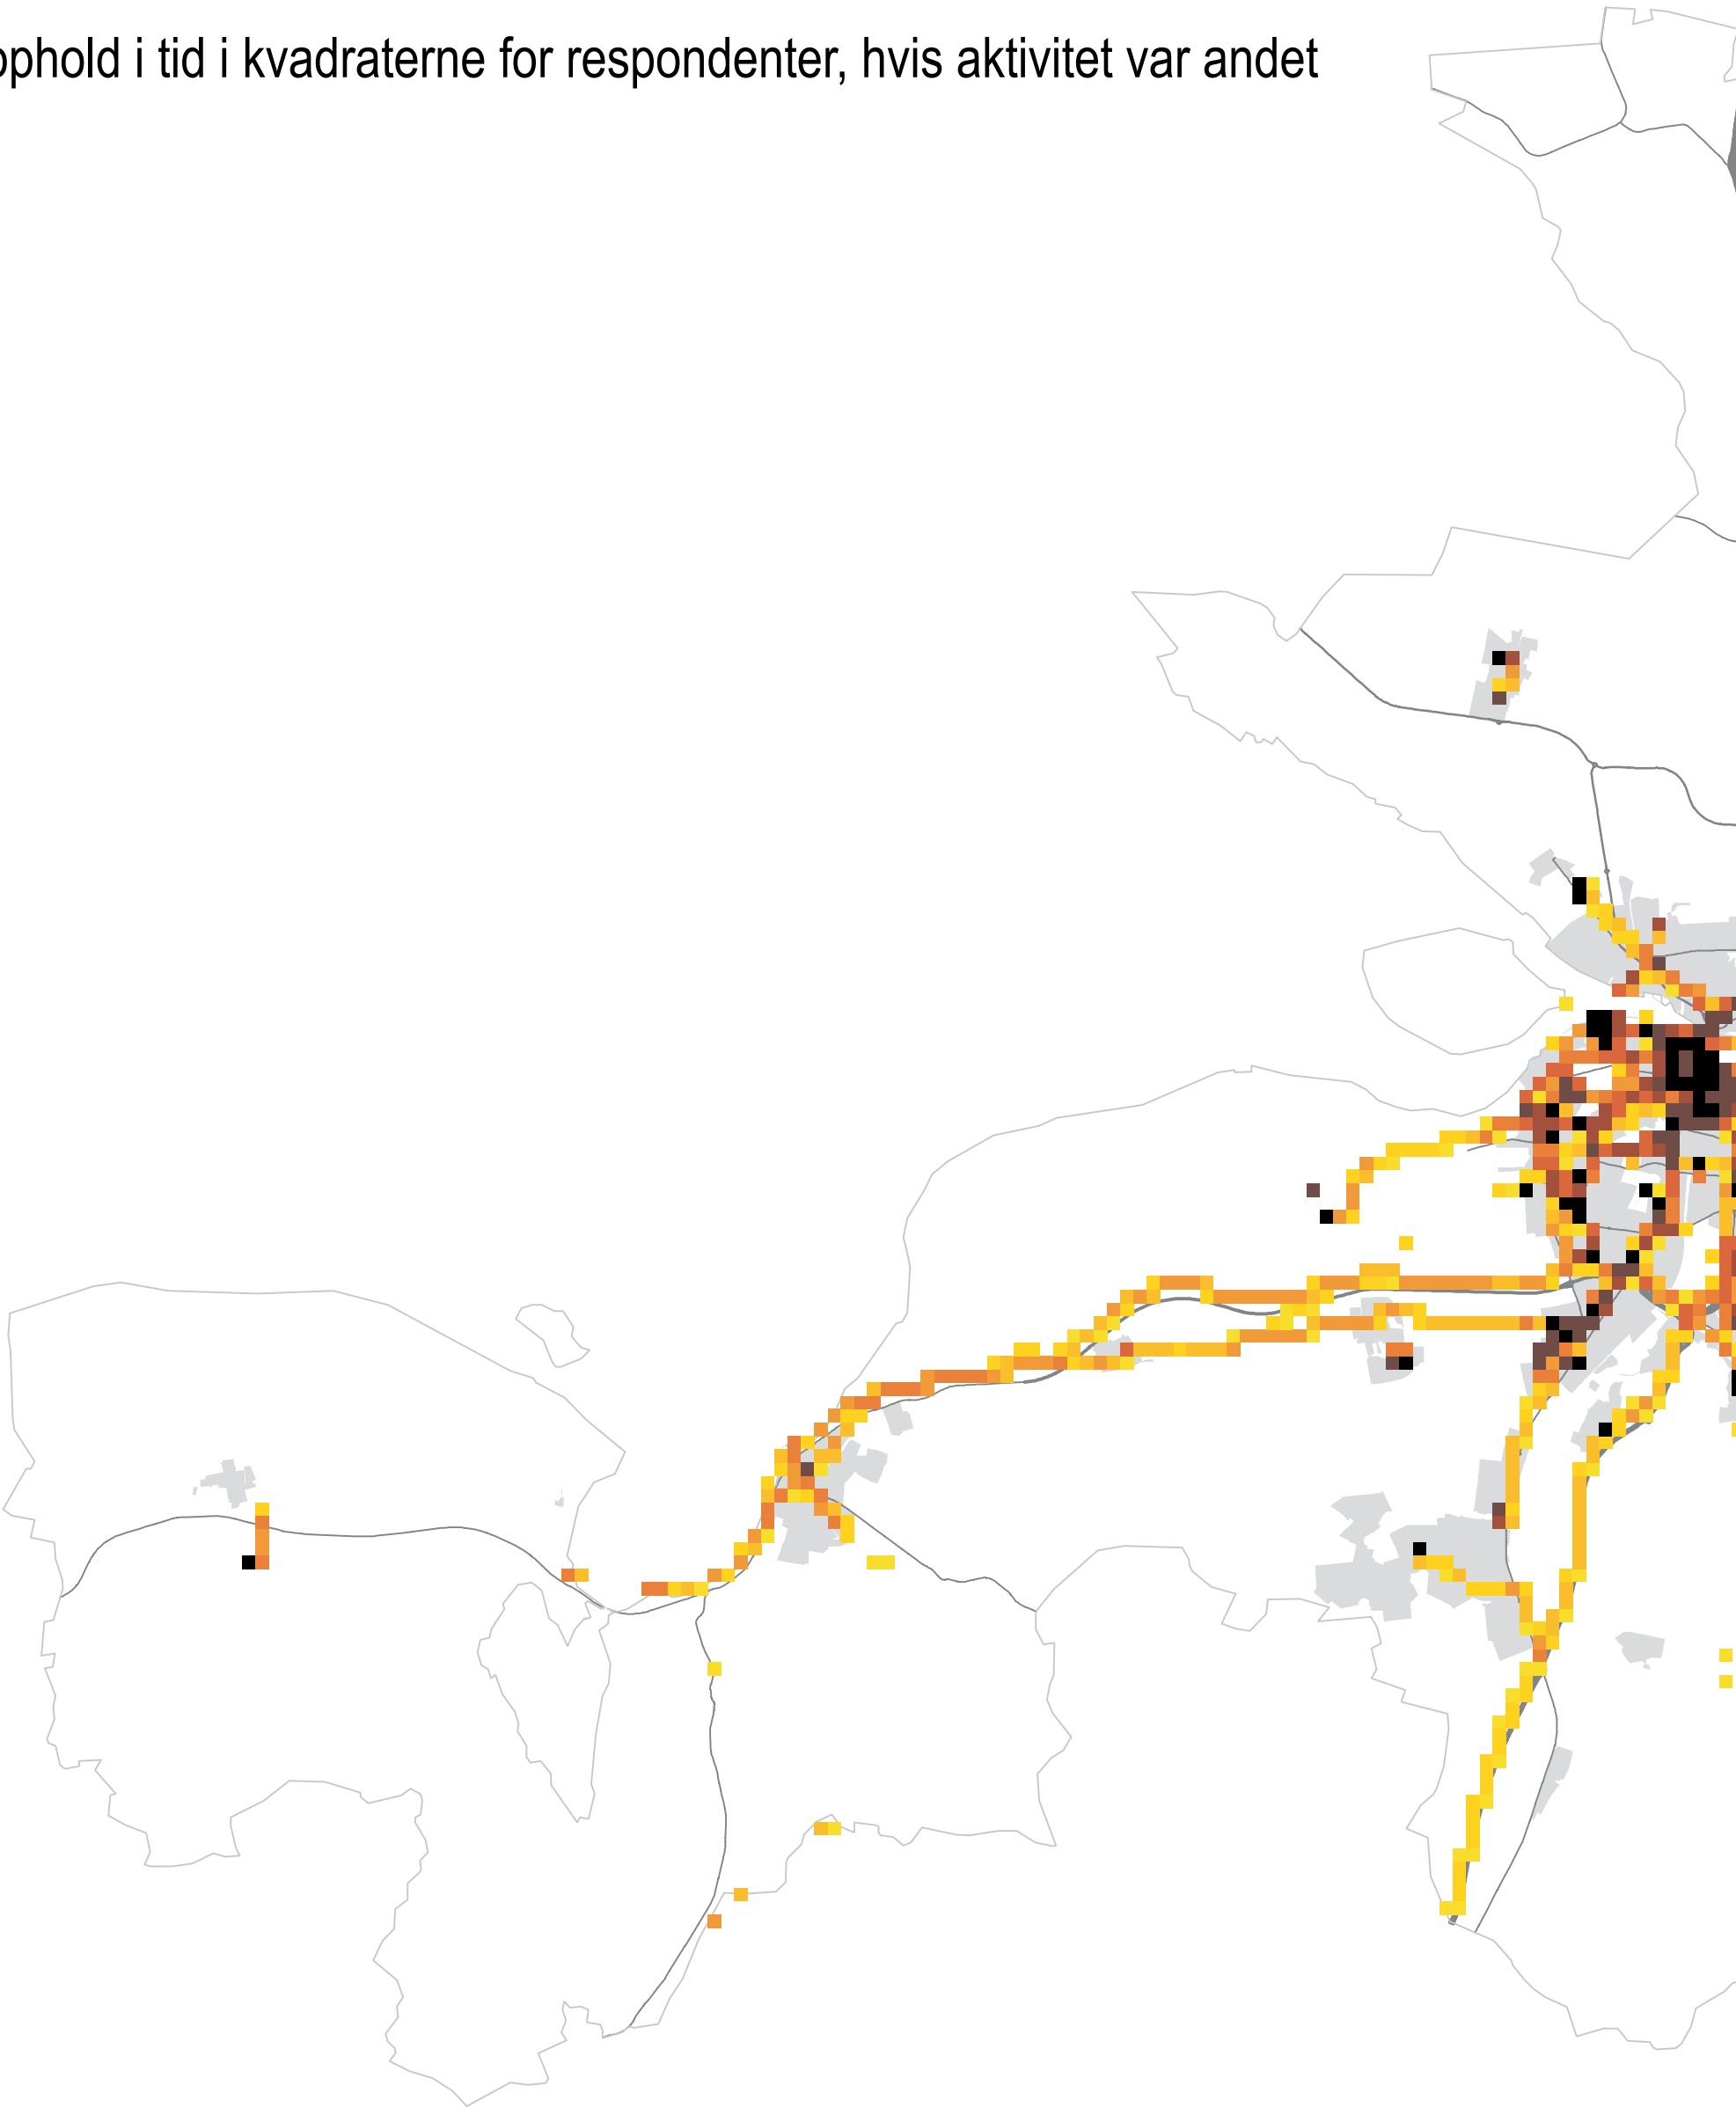 ophold i tid i kvadraterne for respondenter, hvis aktivitet var andet